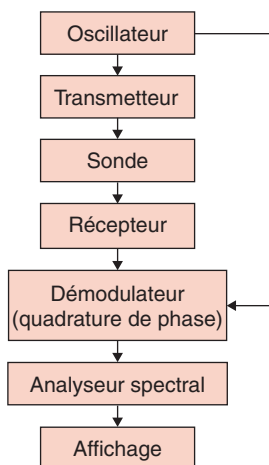 Oscillateur
Transmetteur
Sonde
Récepteur
Démodulateur
(quadrature de phase)
Analyseur spectral
Affichage